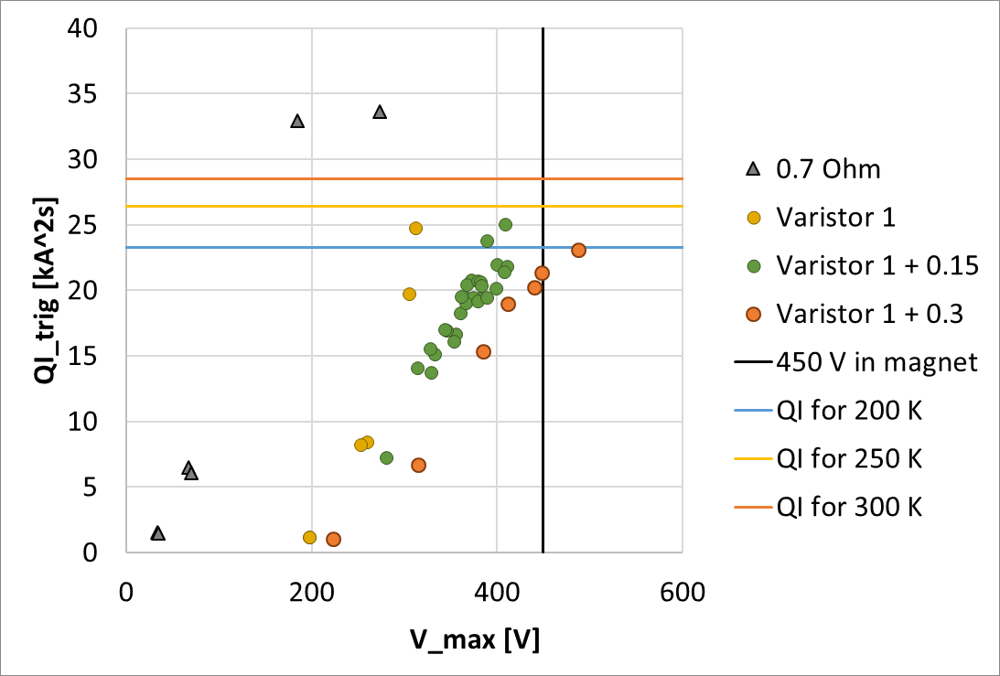 40
35
30
25
20
15
10
5
0
QI_trig [kA^2s]
0
200
400
600
V_max [V]
0.7 Ohm
Varistor 1
Varistor 1 + 0.15
Varistor 1 + 0.3
450 V in magnet
QI for 200 K
QI for 250 K
QI for 300 K